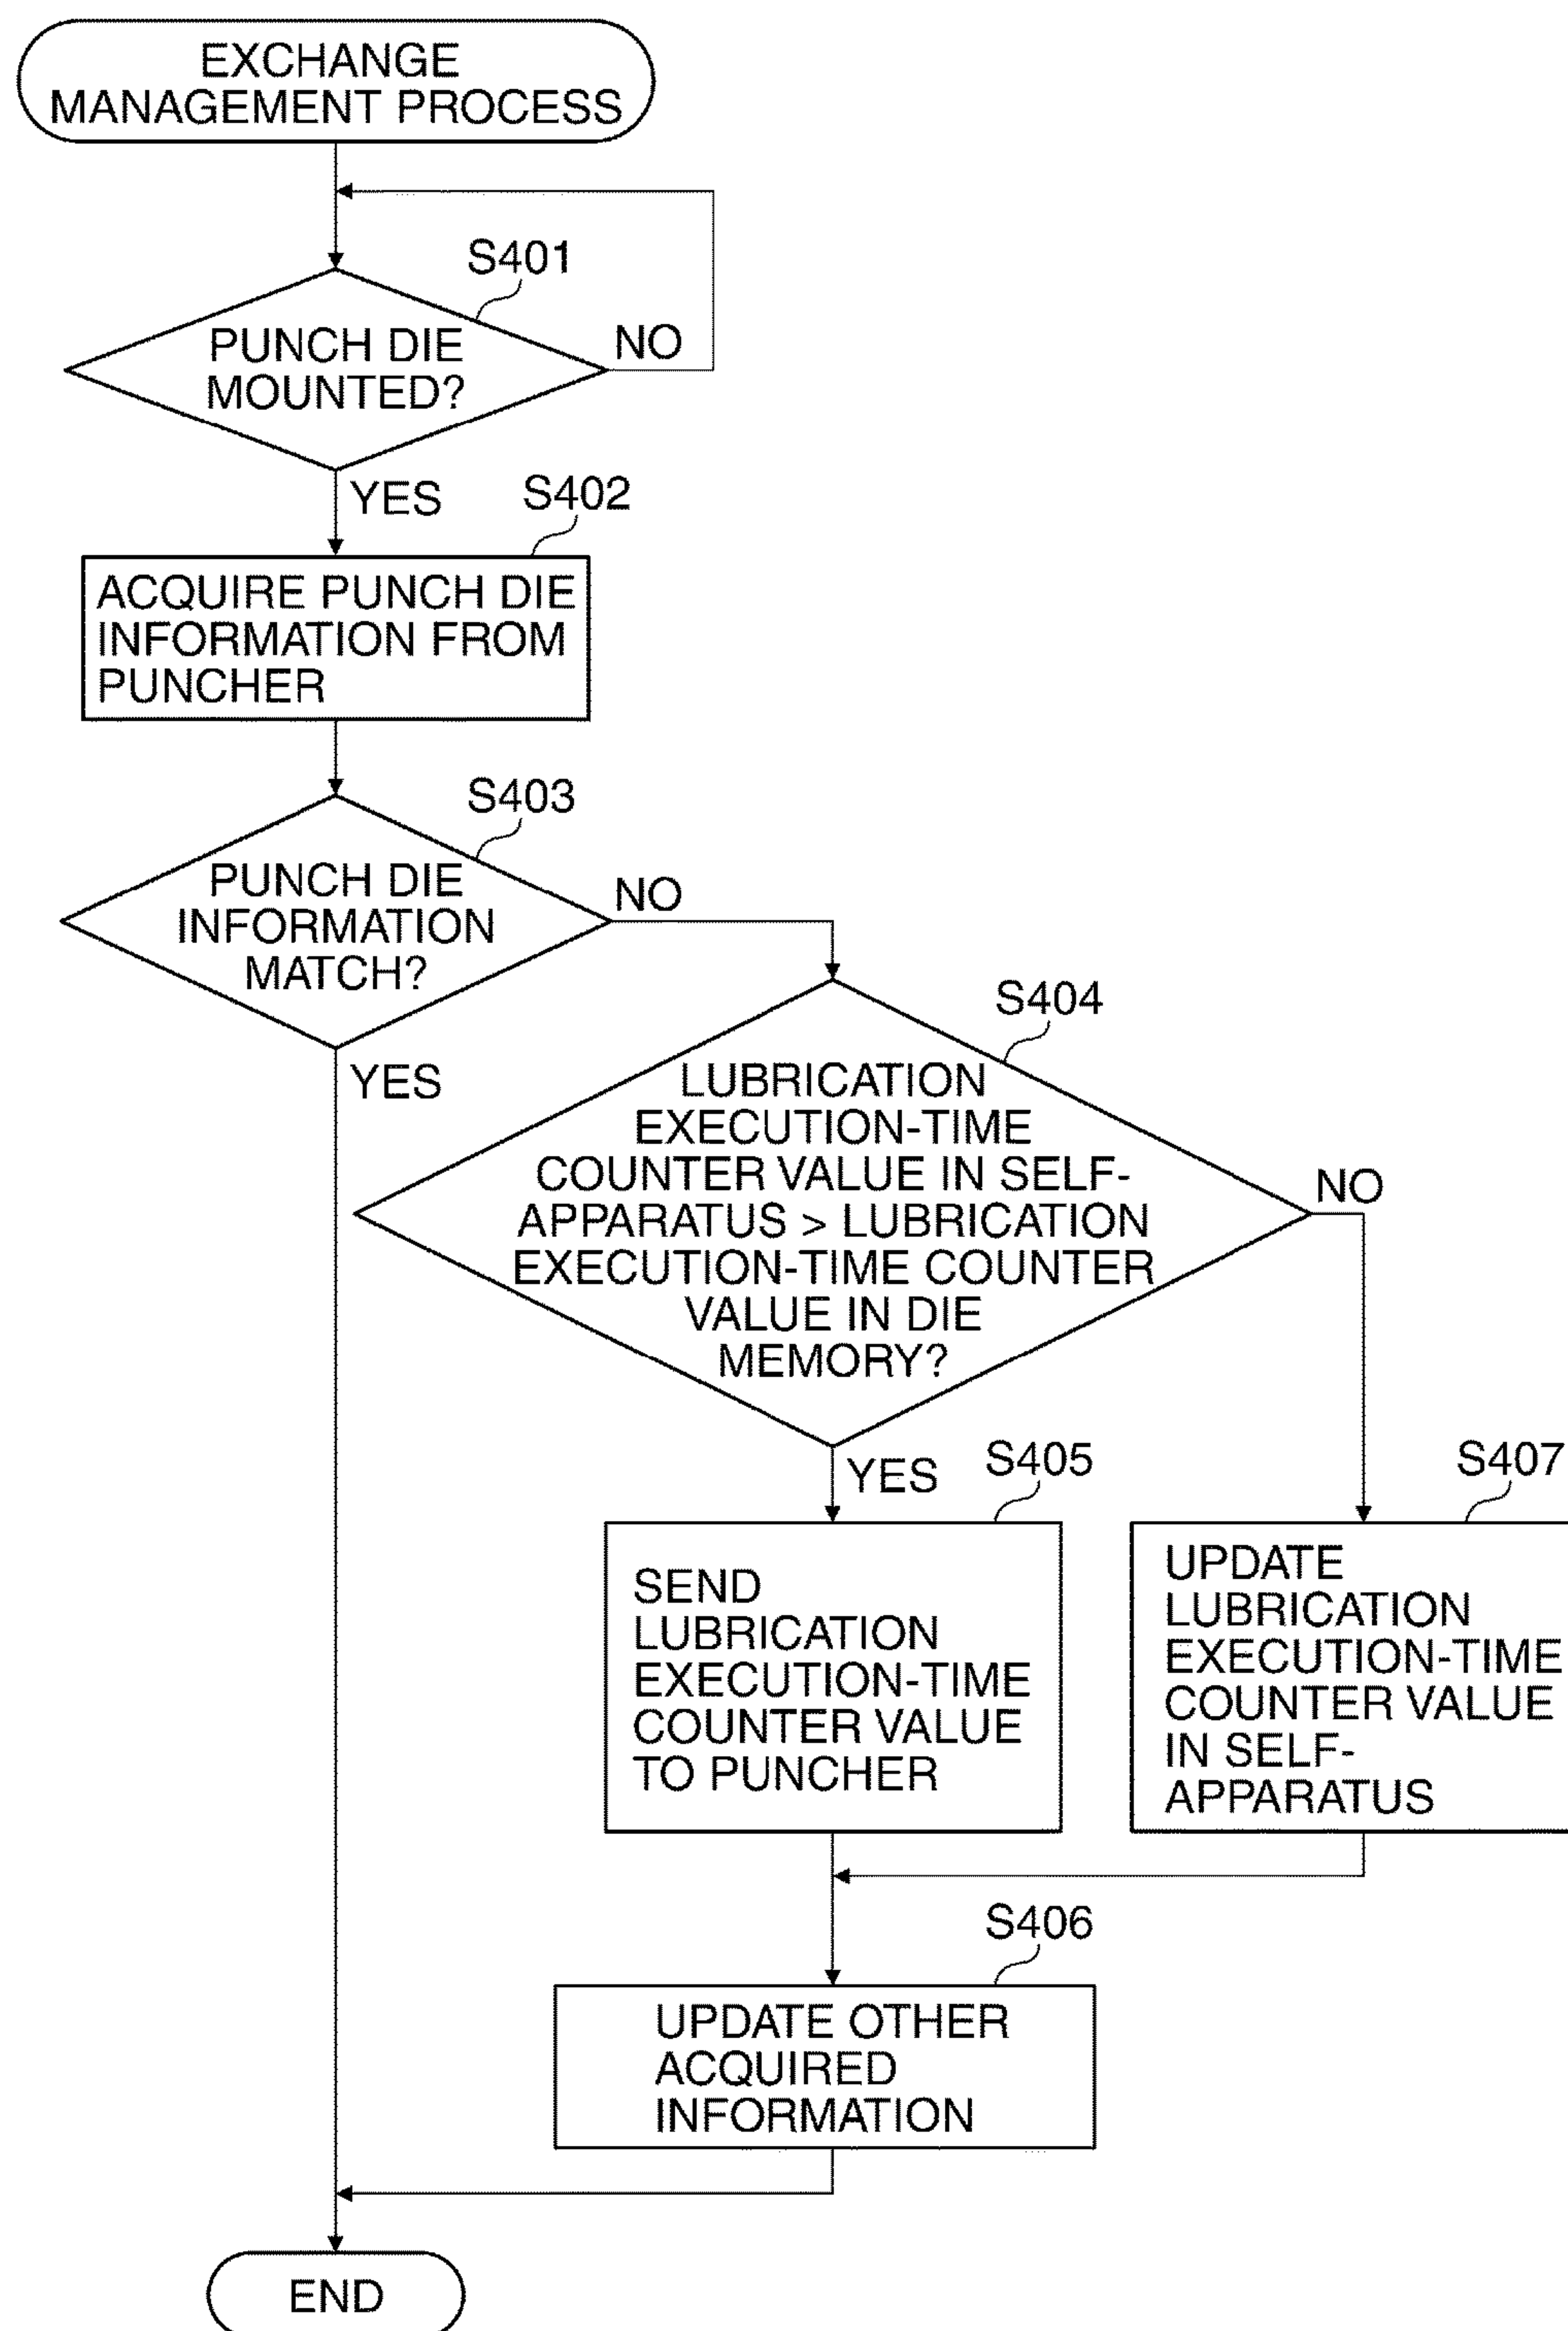 EXCHANGE
MANAGEMENT PROCESS
S401
PUNCH DIE
MOUNTED?
NO
YES
S402
ACQUIRE PUNCH DIE
INFORMATION FROM
PUNCHER
S403
PUNCH DIE
INFORMATION
MATCH?
NO
YES
S404
LUBRICATION
EXECUTION-TIME
COUNTER VALUE IN SELF-
APPARATUS > LUBRICATION
EXECUTION-TIME COUNTER
VALUE IN DIE
MEMORY?
NO
YES
S405
SEND
LUBRICATION
EXECUTION-TIME
COUNTER VALUE
TO PUNCHER
S407
UPDATE
LUBRICATION
EXECUTION-TIME
COUNTER VALUE
IN SELF-
APPARATUS
S406
UPDATE OTHER
ACQUIRED
INFORMATION
END